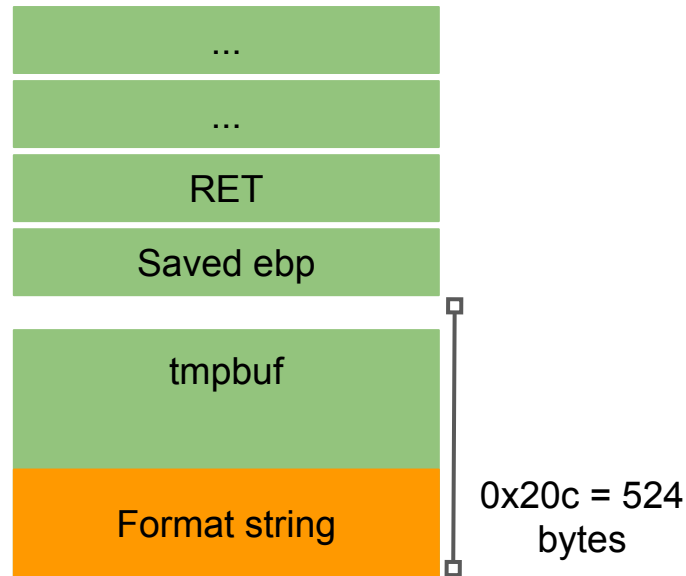 ...
...
RET
Saved ebp
tmpbuf
Format string
0x20c = 524
bytes